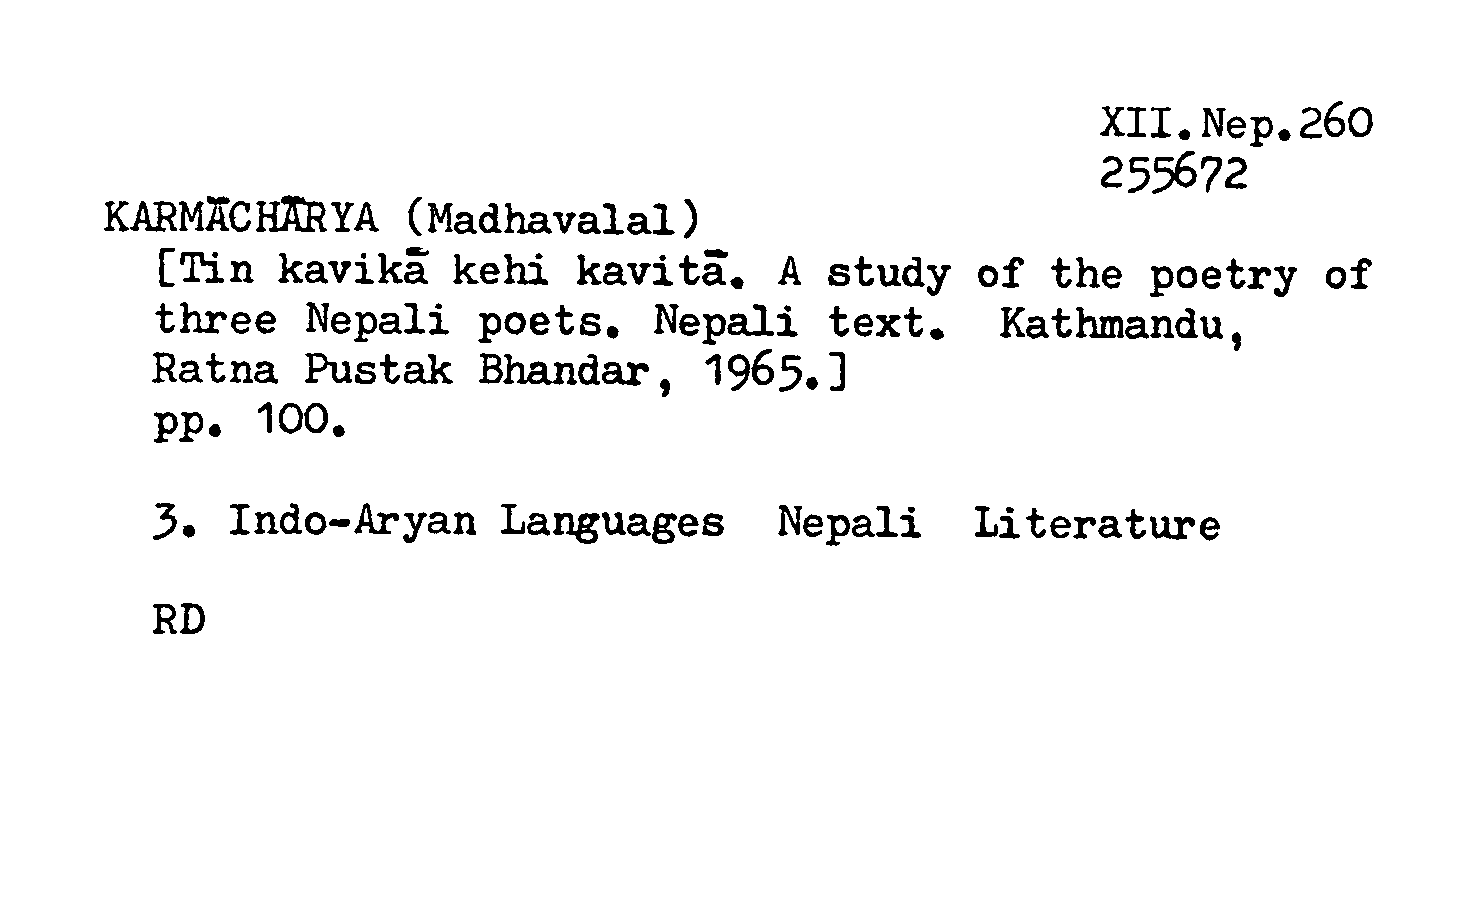 XII.Nep.260
255672
KARMĀCHĀRYA (Madhavalal)
[Tin kavikā kehi kavitā. A study of the poetry of
three Nepali poets. Nepali text. Kathmandu,
Ratna Pustak Bhandar, 1965.]
pp. 100.
3. Indo-Aryan Languages Nepali Literature
RD